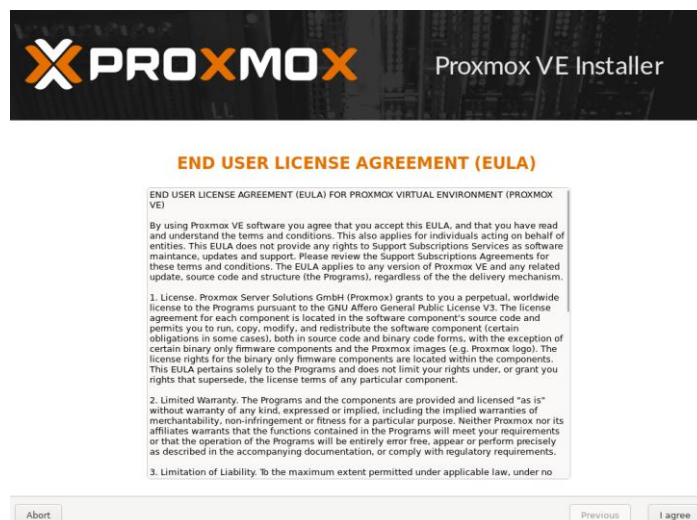 PROXMOX
Proxmox VE Installer
END USER LICENSE AGREEMENT (EULA)
END USER LICENSE AGREEMENT (EULA) FOR PROXMOX VIRTUAL ENVIRONMENT (PROXMOX
VE)
By using Proxmox VE software you agree that you accept this EULA, and that you have read
and understand the terms and conditions. This also applies for individuals acting on behalf of
entities. This EULA does not provide any rights to Support Subscriptions Services as software
maintance, updates and support. Please review the Support Subscriptions Agreements for
these terms and conditions. The EULA applies to any version of Proxmox VE and any related
update, source code and structure (the Programs), regardless of the the delivery mechanism.
1. License. Proxmox Server Solutions GmbH (Proxmox) grants to you a perpetual, worldwide
license to the Programs pursuant to the GNU Affero General Public License V3. The license
agreement for each component is located in the software component's source code and
permits you to run, copy, modify, and redistribute the software component (certain
obligations in some cases), both in source code and binary code forms, with the exception of
certain binary only firmware components and the Proxmox images (e.g. Proxmox logo). The
license rights for the binary only firmware components are located within the components.
This EULA pertains solely to the Programs and does not limit your rights under, or grant you
rights that supersede, the license terms of any particular component.
2. Limited Warranty. The Programs and the components are provided and licensed "as is"
without warranty of any kind, expressed or implied, including the implied warranties of
merchantability, non-infringement or fitness for a particular purpose. Neither Proxmox nor its
affiliates warrants that the functions contained in the Programs will meet your requirements
or that the operation of the Programs will be entirely error free, appear or perform precisely
as described in the accompanying documentation, or comply with regulatory requirements.
3. Limitation of Liability. To the maximum extent permitted under applicable law, under no
Abort
Previous
I agree